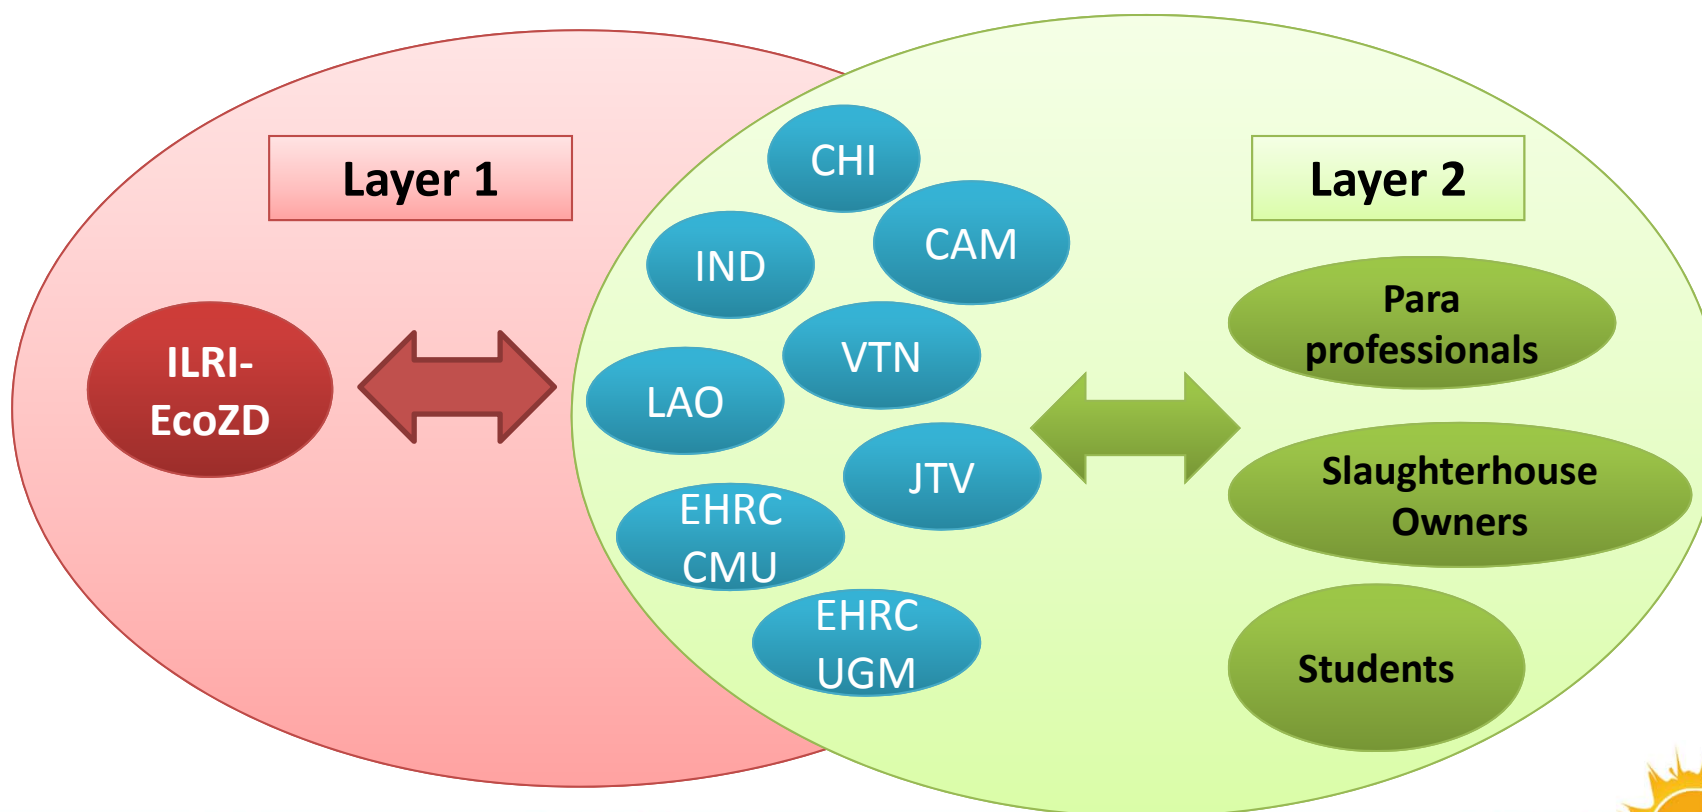 Layer 1
ILRI-
EcoZD
CHI
CAM
IND
VTN
LAO
JTV
EHRC
CMU
EHRC
UGM
Layer 2
Para
professionals
Slaughterhouse
Owners
Students